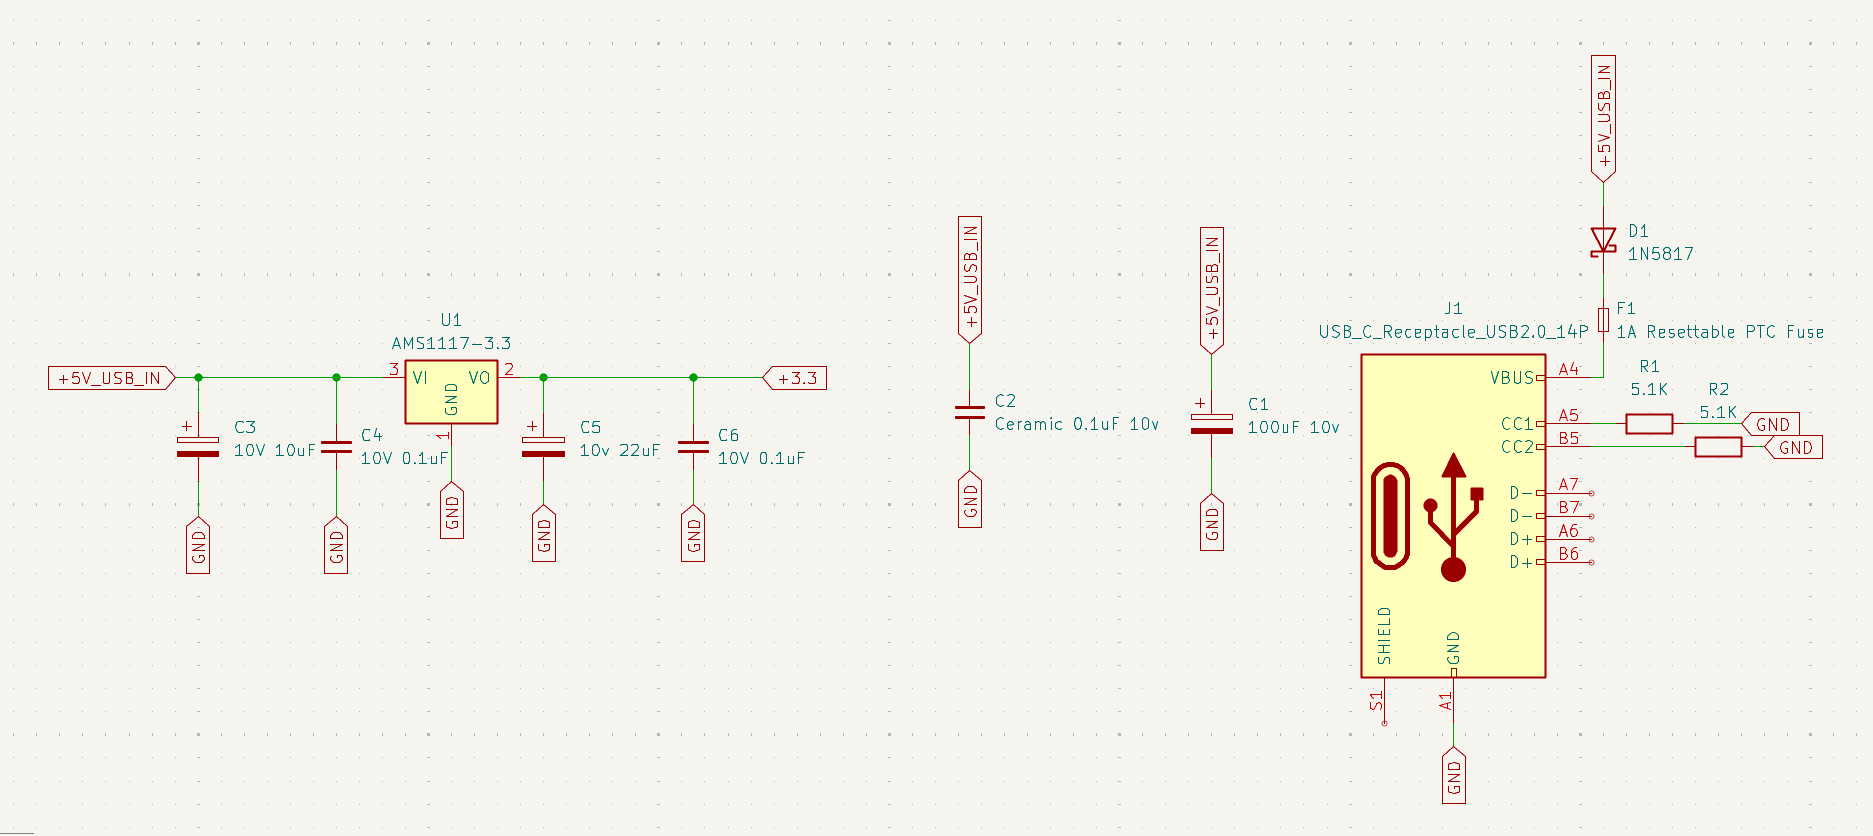 +5V_USB_IN
U1
AMS1117-3.3
3
VI
VO
2
GND
1
+3.3
+
C3
10V 10uF
C4
10V 0.1uF
+
C5
10v 22uF
C6
10V 0.1uF
GND
GND
GND
GND
GND
+5V_USB_IN
C2
Ceramic 0.1uF 10v
GND
+5V_USB_IN
+
C1
100uF 10v
GND
+5V_USB_IN
D1
1N5817
F1
1A Resettable PTC Fuse
J1
USB_C_Receptacle_USB2.0_14P
VBUS
A4
R1
5.1K
R2
5.1K
CC1
A5
GND
CC2
B5
GND
D-
A7
D-
B7
D+
A6
D+
B6
SHIELD
GND
S1
A1
GND